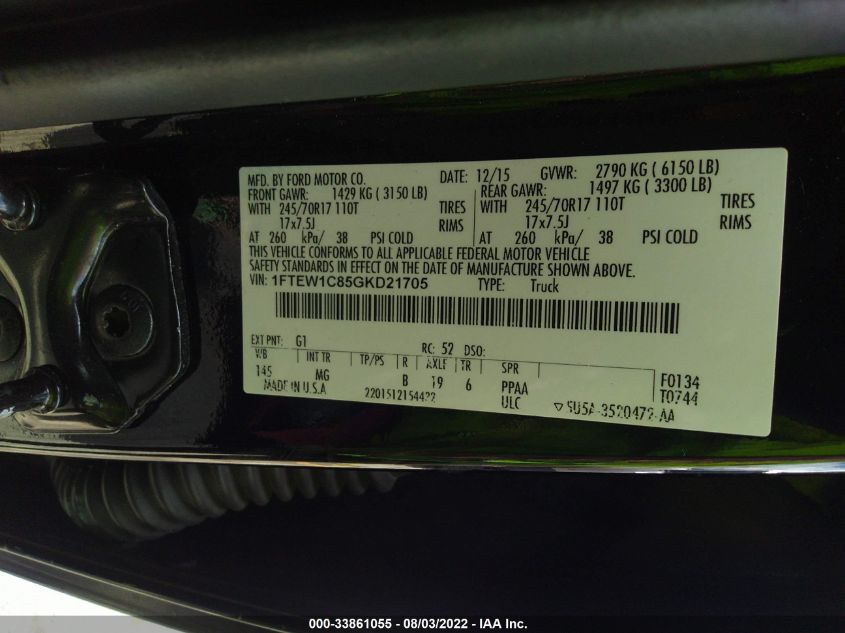 MFD. BY FORD MOTOR CO. DATE: 12/15 GVWR: 2790 KG ( 6150 LB)
FRONT GAWR: 1429 KG ( 3150 LB) REAR GAWR: 1497 KG ( 3300 LB)
WITH 245/70R17 110T TIRES WITH 245/70R17 110T TIRES
17x7.5J RIMS 17x7.5J RIMS
AT 260 kPa/ 38 PSI COLD AT 260 kPa/ 38 PSI COLD
THIS VEHICLE CONFORMS TO ALL APPLICABLE FEDERAL MOTOR VEHICLE
SAFETY STANDARDS IN EFFECT ON THE DATE OF MANUFACTURE SHOWN ABOVE.
VIN: 1FTEW1C85GKD21705 TYPE: Truck
EXT PNT: G1 RC: 52 DSO:
W/B INT TR TP/PS R AXLE TR SPR
145 MG B 19 6 PPAA F0134
MADE IN U.S.A 2201512154422 ULC T0744
▽ 5U5A-3520472-AA
000-33861055 - 08/03/2022 - IAA Inc.